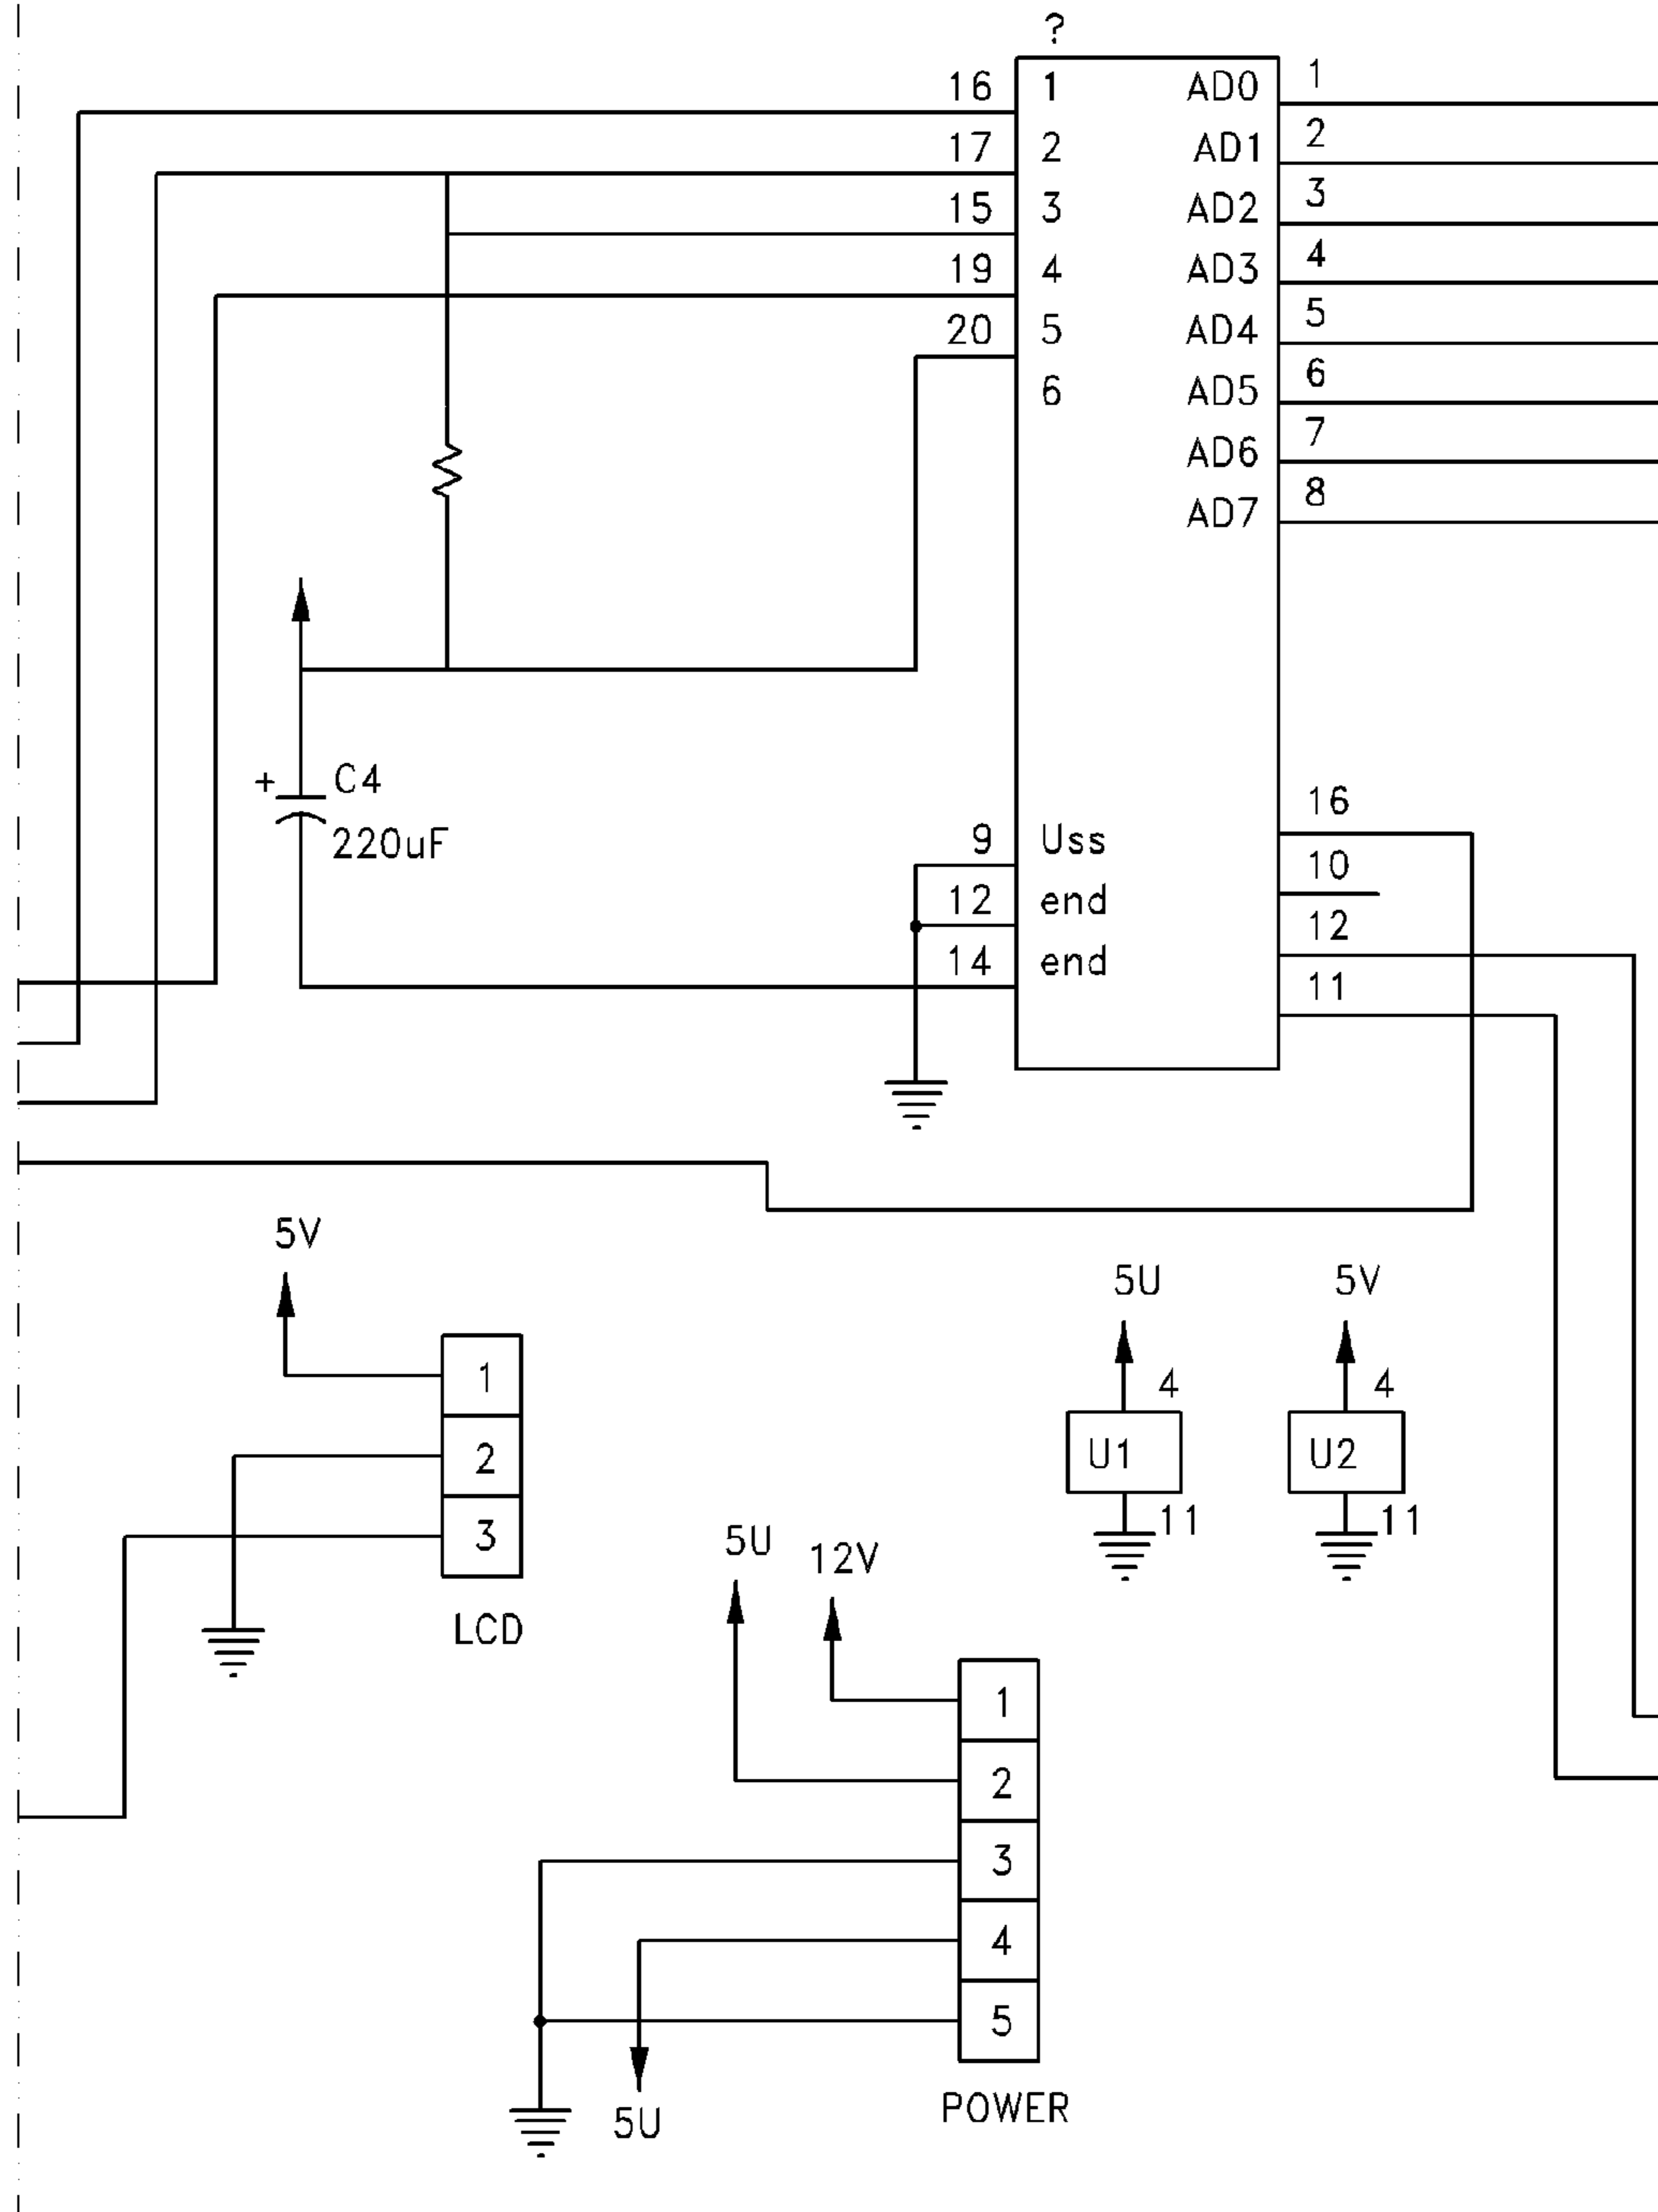 ?
16 1 AD0 1
17 2 AD1 2
15 3 AD2 3
19 4 AD3 4
20 5 AD4 5
6 AD5 6
AD6 7
AD7 8
+ C4
220uF
16
9 Uss
10
12 end
12
14 end
11
5V
5U 5V
1
4 4
2
U1 U2
3
11 11
LCD
5U 12V
1
2
3
4
5
POWER
5U